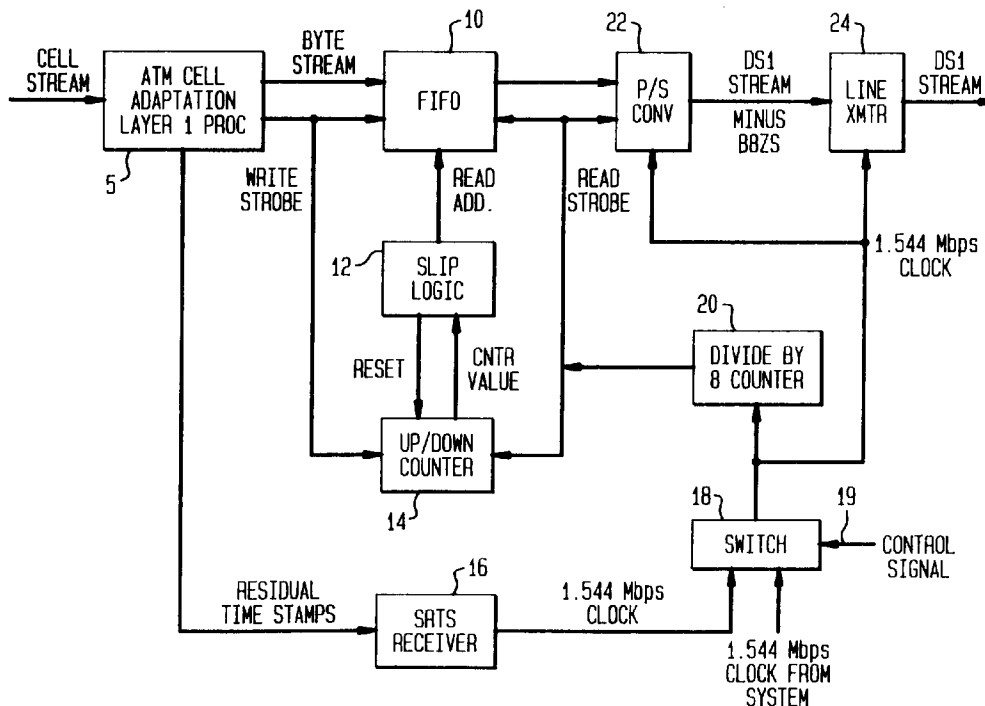 10
22
24
CELL
STREAM
ATM CELL
ADAPTATION
LAYER 1 PROC
BYTE
STREAM
FIFO
P/S
CONV
DS1
STREAM
MINUS
B8ZS
LINE
XMTR
DS1
STREAM
5
WRITE
STROBE
READ
ADD.
READ
STROBE
12
SLIP
LOGIC
1.544 Mbps
CLOCK
20
DIVIDE BY
8 COUNTER
RESET
CNTR
VALUE
UP/DOWN
COUNTER
14
18
19
SWITCH
CONTROL
SIGNAL
16
RESIDUAL
TIME STAMPS
SRTS
RECEIVER
1.544 Mbps
CLOCK
1.544 Mbps
CLOCK FROM
SYSTEM